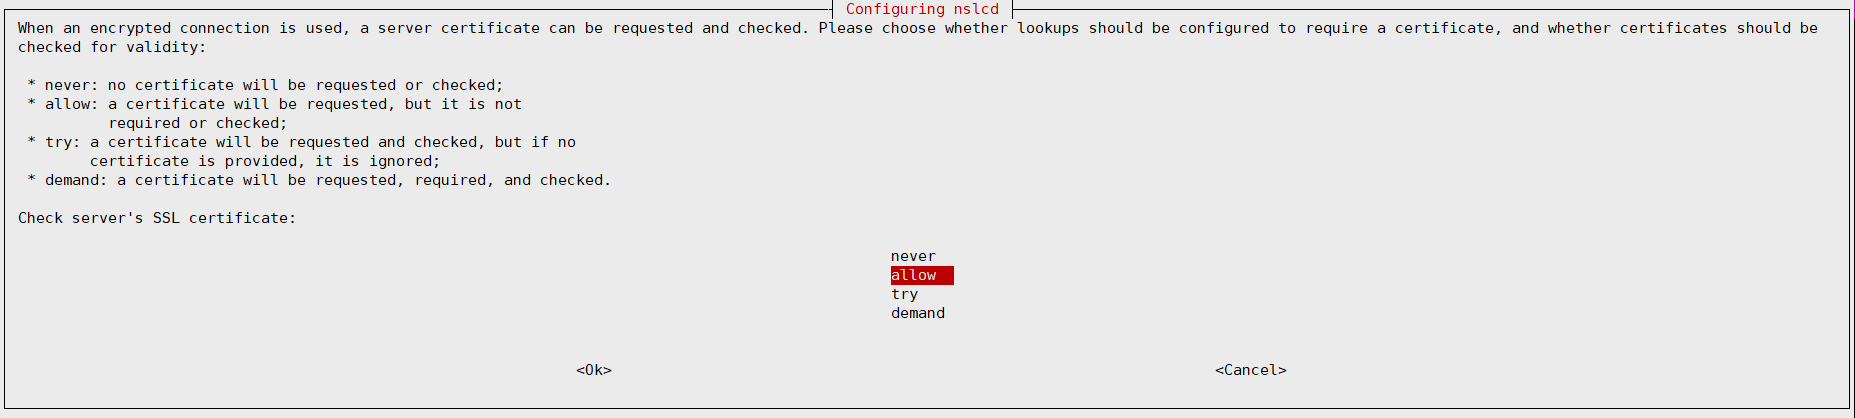 Configuring nslcd
When an encrypted connection is used, a server certificate can be requested and checked. Please choose whether lookups should be configured to require a certificate, and whether certificates should be
checked for validity:
* never: no certificate will be requested or checked;
* allow: a certificate will be requested, but it is not
required or checked;
* try: a certificate will be requested and checked, but if no
certificate is provided, it is ignored;
* demand: a certificate will be requested, required, and checked.
Check server's SSL certificate:
never
allow
try
demand
<Ok> <Cancel>